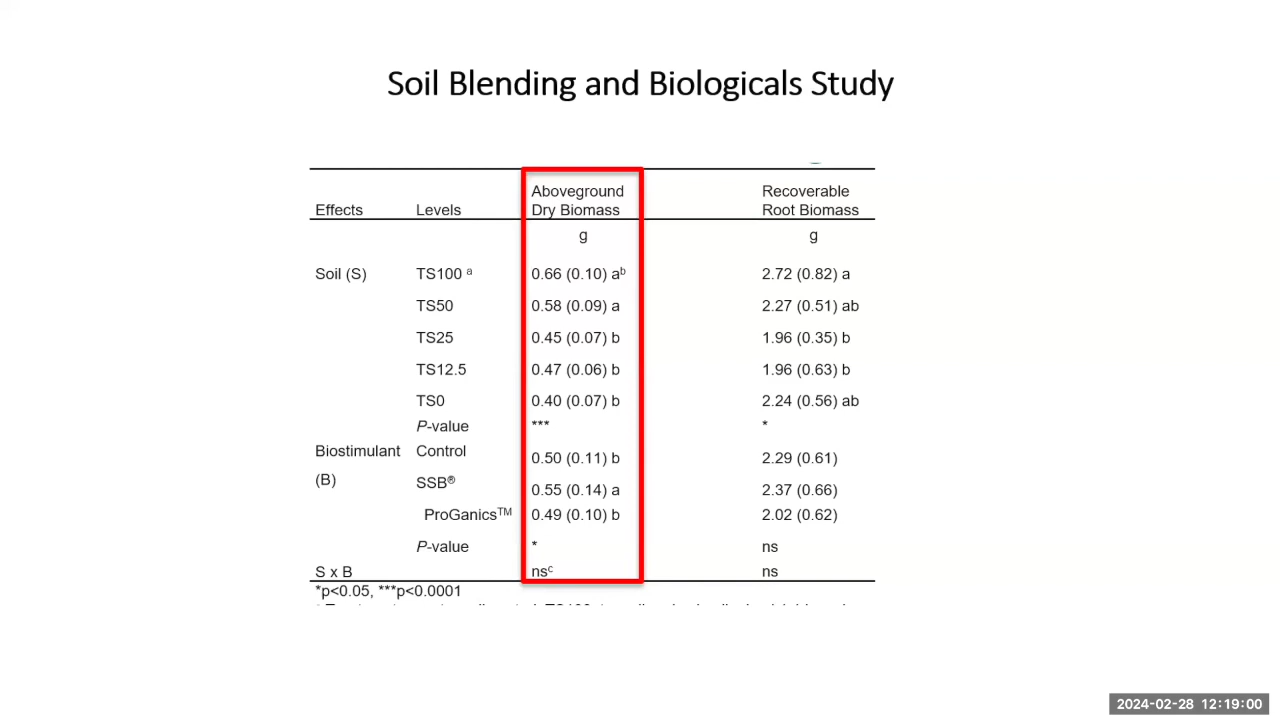 Soil Blending and Biologicals Study
Effects Levels Aboveground Dry Biomass Recoverable Root Biomass
g g
Soil (S) TS100 a 0.66 (0.10) ab 2.72 (0.82) a
TS50 0.58 (0.09) a 2.27 (0.51) ab
TS25 0.45 (0.07) b 1.96 (0.35) b
TS12.5 0.47 (0.06) b 1.96 (0.63) b
TS0 0.40 (0.07) b 2.24 (0.56) ab
P-value *** *
Biostimulant (B) Control 0.50 (0.11) b 2.29 (0.61)
SSB® 0.55 (0.14) a 2.37 (0.66)
ProGanics™ 0.49 (0.10) b 2.02 (0.62)
P-value * ns
S x B nsc ns
*p<0.05, ***p<0.0001
2024-02-28 12:19:00